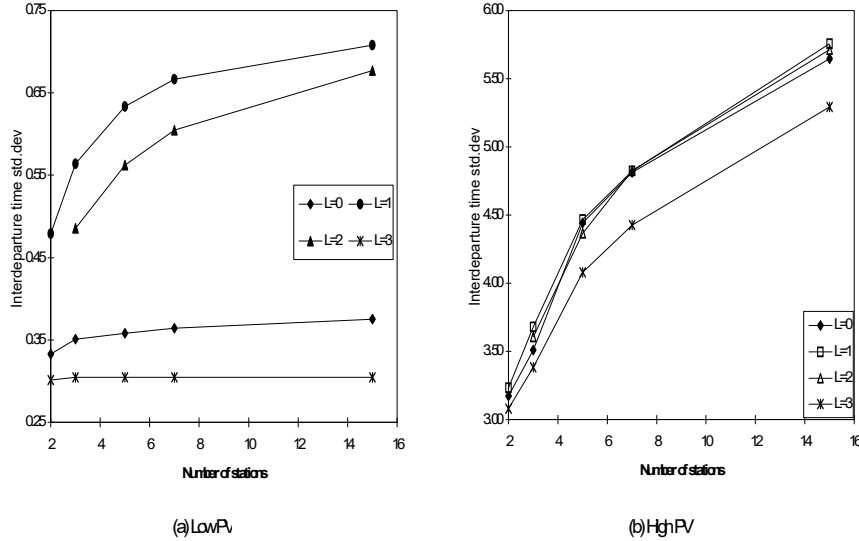 0.75
0.65
0.55
0.45
0.35
0.25
Interdeparture time std.dev
2 4 6 8 10 12 14 16
Number of stations
L=0 L=1
L=2 L=3
(a) Low PV
6.00
5.50
5.00
4.50
4.00
3.50
3.00
Interdeparture time std.dev
2 4 6 8 10 12 14 16
Number of stations
L=0
L=1
L=2
L=3
(b) High PV